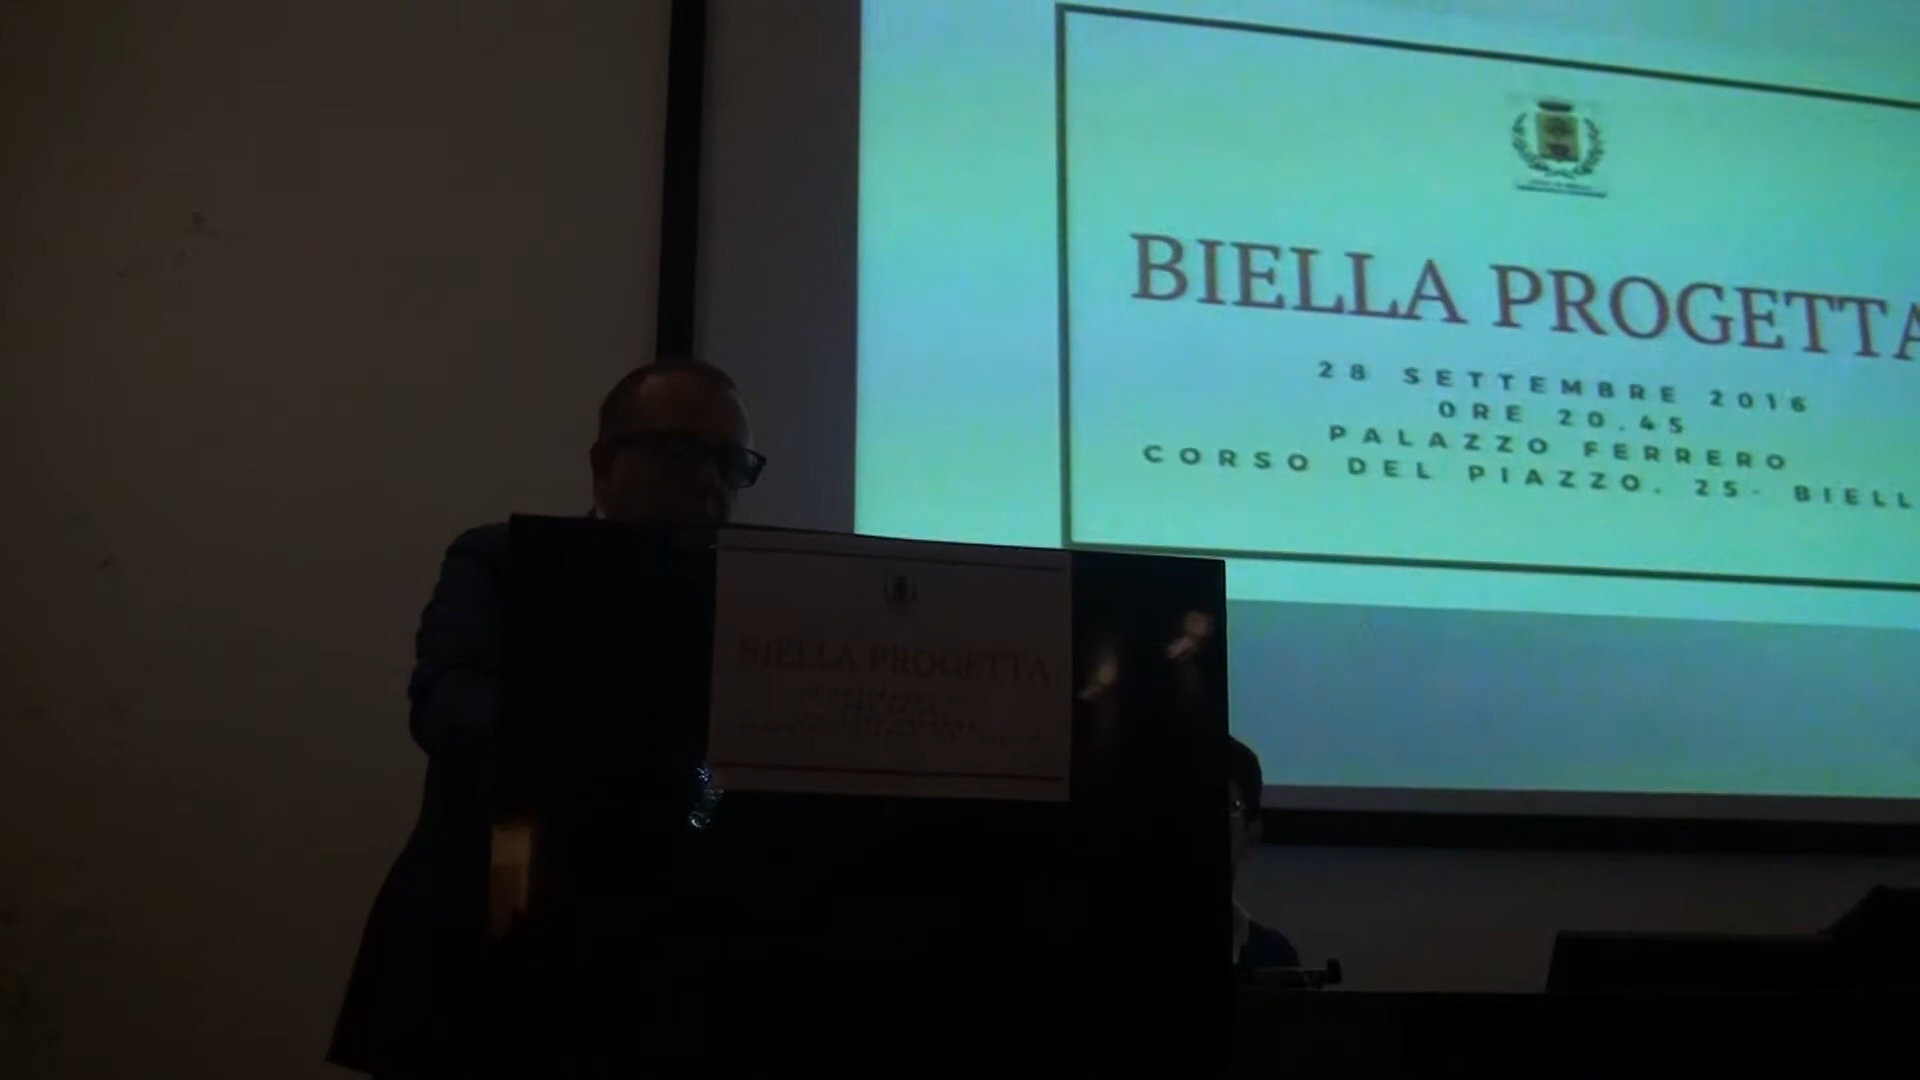 BIELLA PROGETTA
28 SETTEMBRE 2016
ORE 20.45
PALAZZO FERRERO
CORSO DEL PIAZZO, 25- BIELL
BIELLA PROGETTA